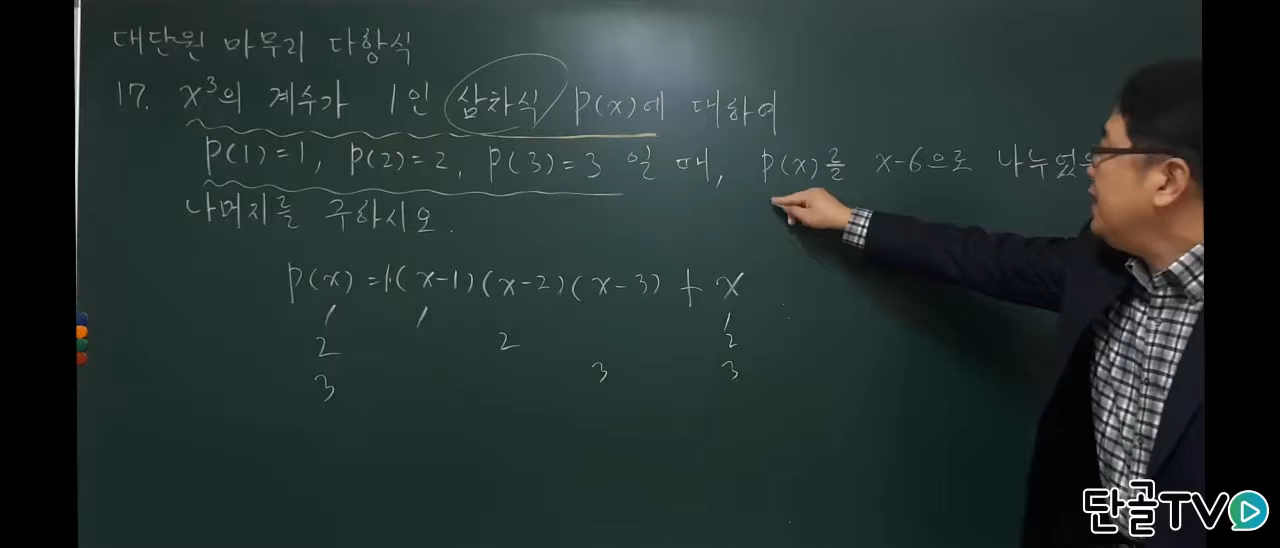 대단원 마무리 다항식
17. x³의 계수가 1인 삼차식 P(x)에 대하여
P(1)=1, P(2)=2, P(3)=3 일 때, P(x)를 x-6으로 나누었을
나머지를 구하시오.
P(x)=1·(x-1)(x-2)(x-3)+x
1 1 1
2 2 2
3 3 3
단골TV